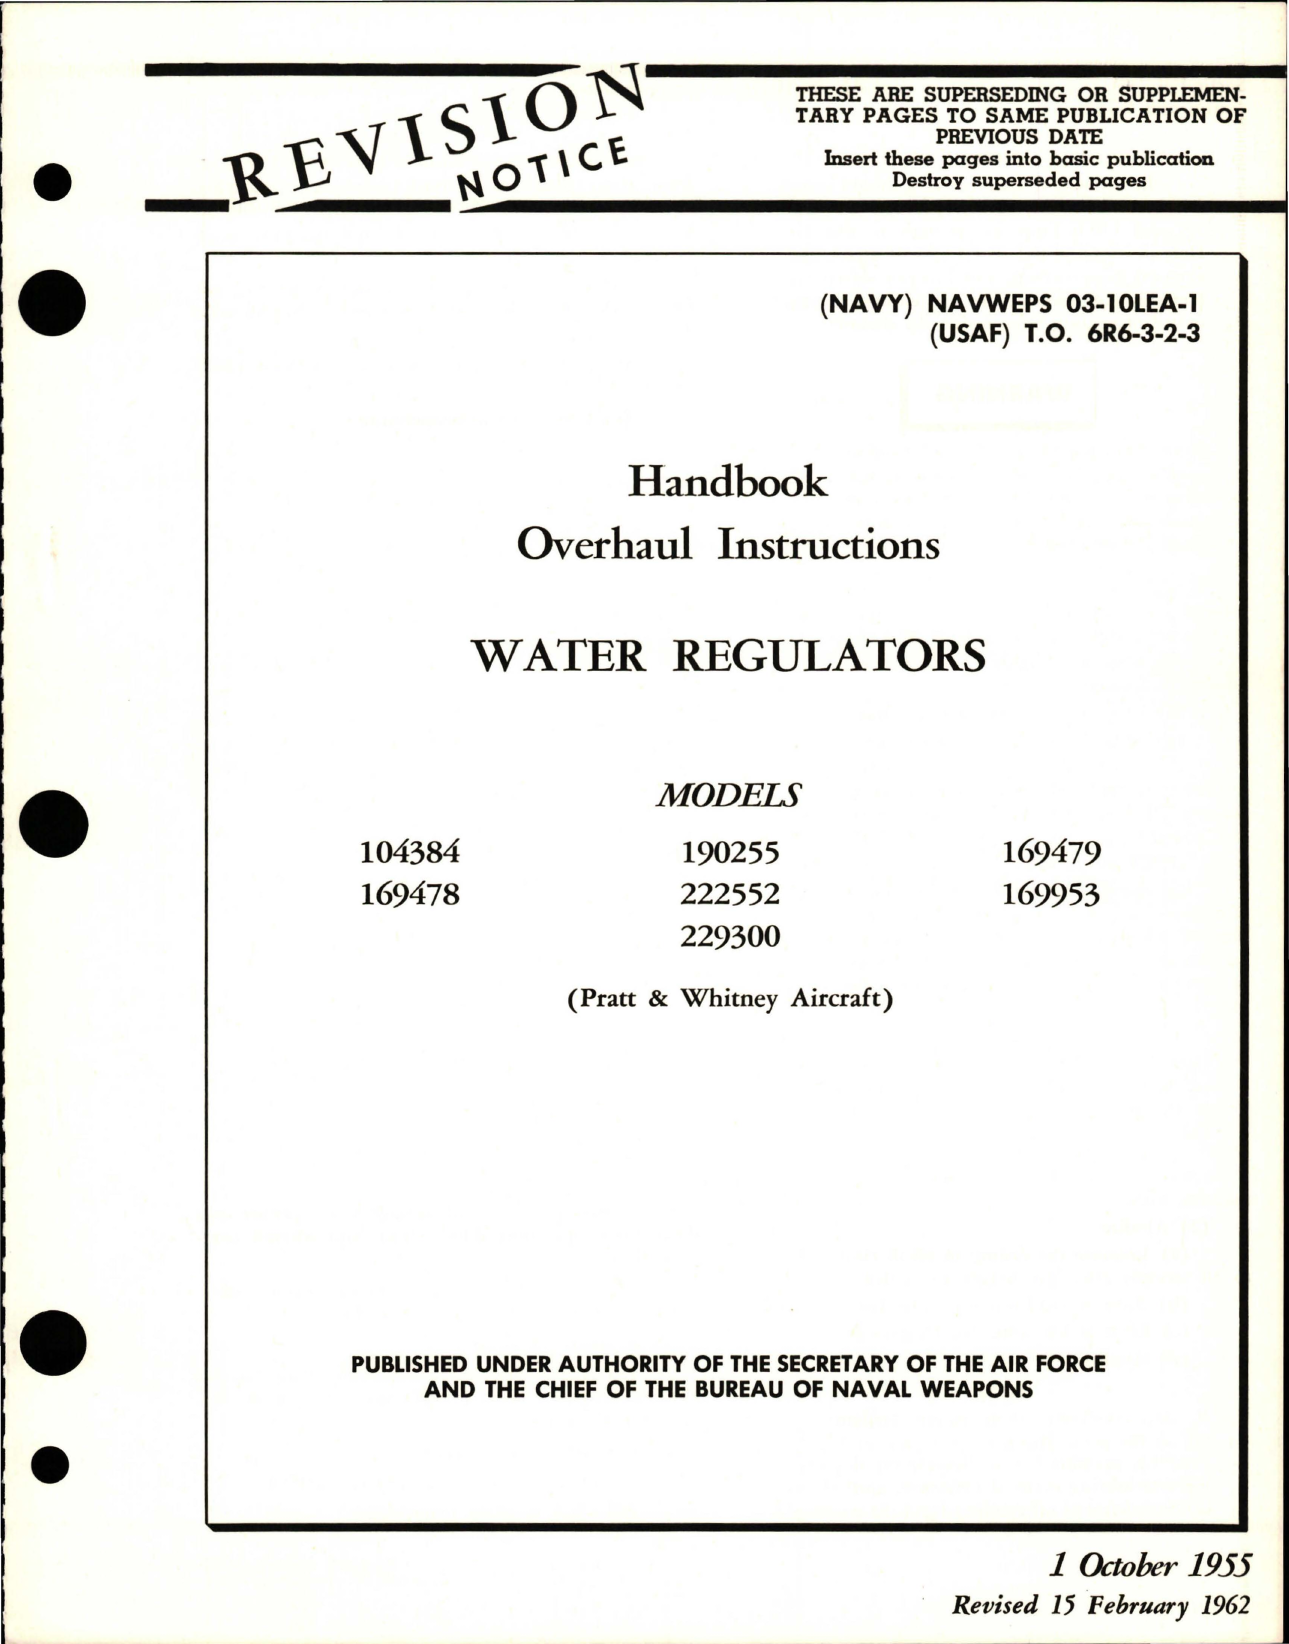 REVISION
NOTICE
THESE ARE SUPERSEDING OR SUPPLEMEN-
TARY PAGES TO SAME PUBLICATION OF
PREVIOUS DATE
Insert these pages into basic publication
Destroy superseded pages
(NAVY) NAVWEPS 03-10LEA-1
(USAF) T.O. 6R6-3-2-3
Handbook
Overhaul Instructions
WATER REGULATORS
MODELS
104384 190255 169479
169478 222552 169953
229300
(Pratt & Whitney Aircraft)
PUBLISHED UNDER AUTHORITY OF THE SECRETARY OF THE AIR FORCE
AND THE CHIEF OF THE BUREAU OF NAVAL WEAPONS
1 October 1955
Revised 15 February 1962